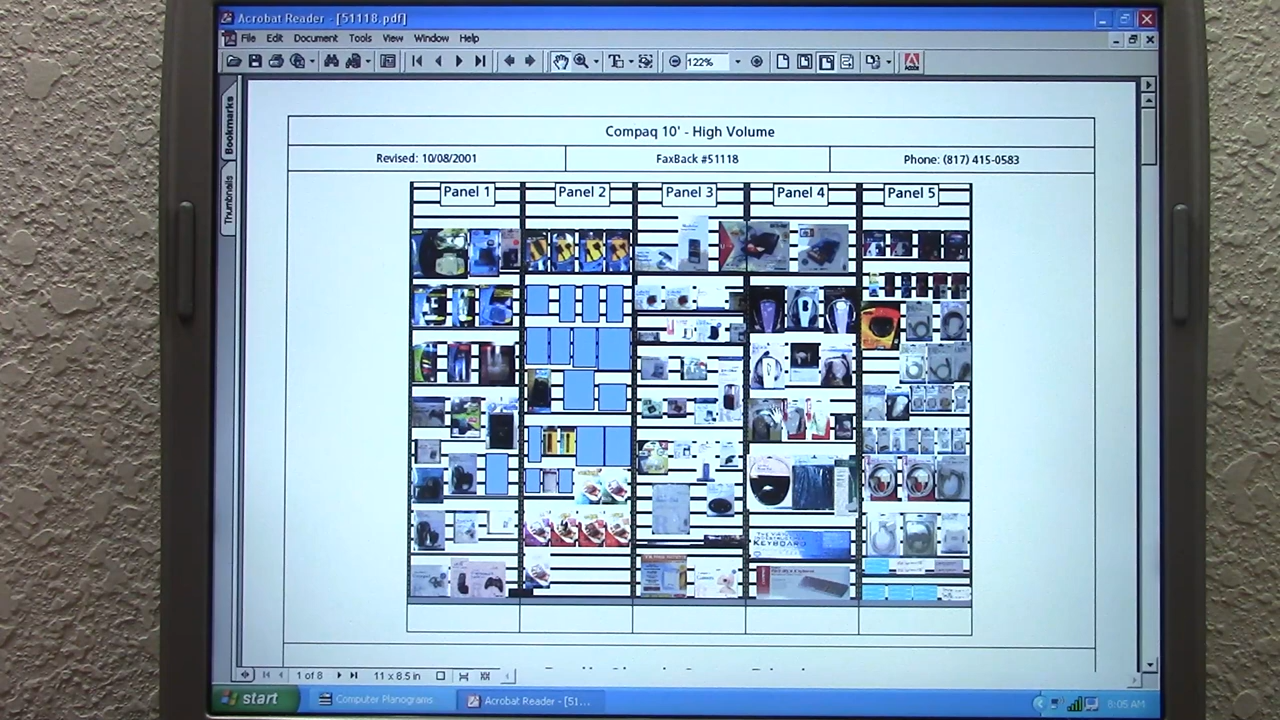 Acrobat Reader - [51118.pdf]
File Edit Document Tools View Window Help
122%
Bookmarks
Thumbnails
Compaq 10' - High Volume
Revised: 10/08/2001 FaxBack #51118 Phone: (817) 415-0583
Panel 1 Panel 2 Panel 3 Panel 4 Panel 5
KEYBOARD
1 of 8 11 x 8.5 in
start Computer Planograms Acrobat Reader - [51... 8:05 AM